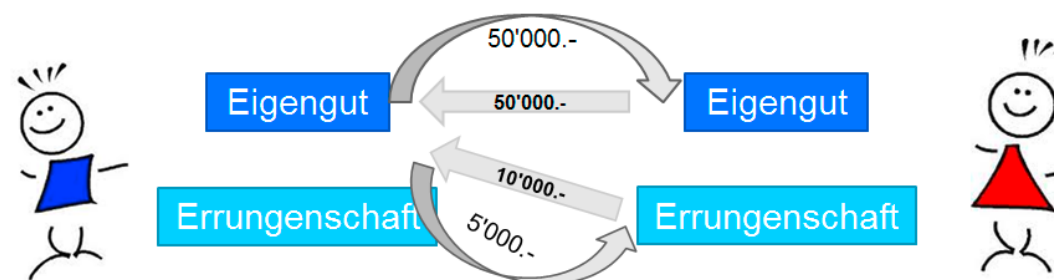 50'000.-
Eigengut
50'000.-
Eigengut
10'000.-
Errungenschaft
5'000.-
Errungenschaft